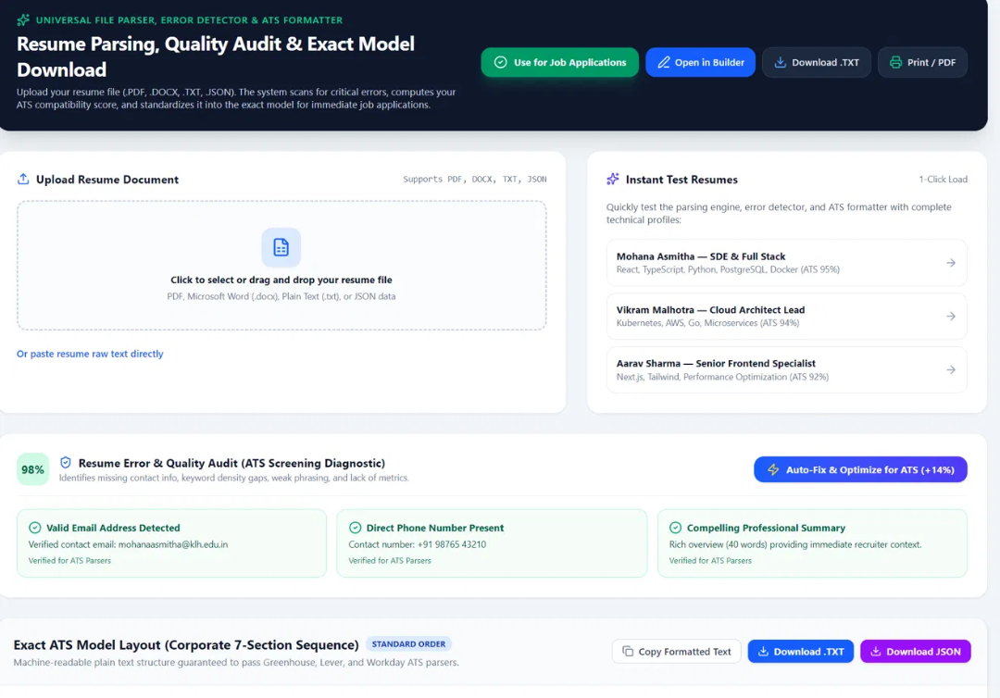 UNIVERSAL FILE PARSER, ERROR DETECTOR & ATS FORMATTER
Resume Parsing, Quality Audit & Exact Model
Download
Upload your resume file (.PDF, .DOCX, .TXT, .JSON). The system scans for critical errors, computes your
ATS compatibility score, and standardizes it into the exact model for immediate job applications.
Use for Job Applications
Open in Builder
Download .TXT
Print / PDF
Upload Resume Document
Supports PDF, DOCX, TXT, JSON
Click to select or drag and drop your resume file
PDF, Microsoft Word (.docx), Plain Text (.txt), or JSON data
Or paste resume raw text directly
Instant Test Resumes
1-Click Load
Quickly test the parsing engine, error detector, and ATS formatter with complete
technical profiles:
Mohana Asmitha — SDE & Full Stack
React, TypeScript, Python, PostgreSQL, Docker (ATS 95%)
Vikram Malhotra — Cloud Architect Lead
Kubernetes, AWS, Go, Microservices (ATS 94%)
Aarav Sharma — Senior Frontend Specialist
Next.js, Tailwind, Performance Optimization (ATS 92%)
98%
Resume Error & Quality Audit (ATS Screening Diagnostic)
Identifies missing contact info, keyword density gaps, weak phrasing, and lack of metrics.
Auto-Fix & Optimize for ATS (+14%)
Valid Email Address Detected
Verified contact email: mohanaasmitha@klh.edu.in
Verified for ATS Parsers
Direct Phone Number Present
Contact number: +91 98765 43210
Verified for ATS Parsers
Compelling Professional Summary
Rich overview (40 words) providing immediate recruiter context.
Verified for ATS Parsers
Exact ATS Model Layout (Corporate 7-Section Sequence)
STANDARD ORDER
Machine-readable plain text structure guaranteed to pass Greenhouse, Lever, and Workday ATS parsers.
Copy Formatted Text
Download .TXT
Download JSON